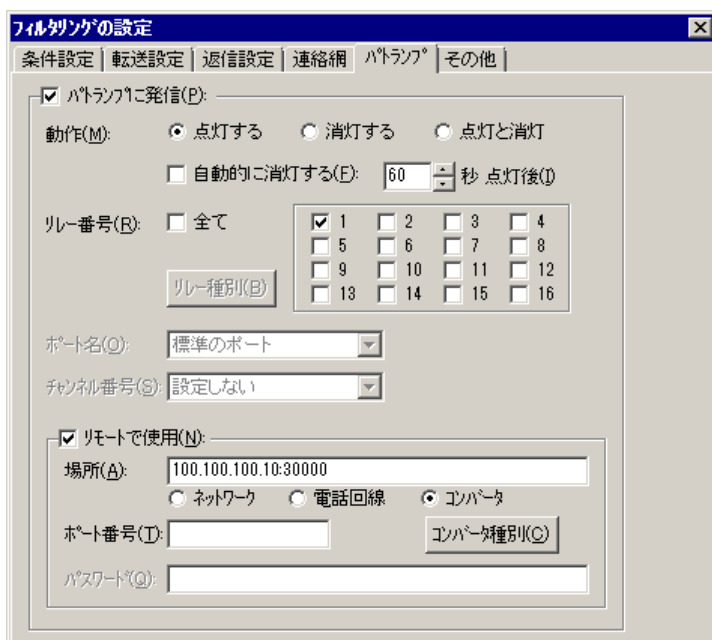 フィルタリングの設定
条件設定 転送設定 返信設定 連絡網 パトランプ その他
パトランプに発信(P):
動作(M): 点灯する 消灯する 点灯と消灯
自動的に消灯する(F): 60 秒 点灯後(I)
リレー番号(R): 全て
1 2 3 4
5 6 7 8
9 10 11 12
13 14 15 16
リレー種別(B)
ポート名(O): 標準のポート
チャンネル番号(S): 設定しない
リモートで使用(N):
場所(A): 100.100.100.10:30000
ネットワーク 電話回線 コンバータ
ポート番号(T): コンバータ種別(C)
パスワード(Q):